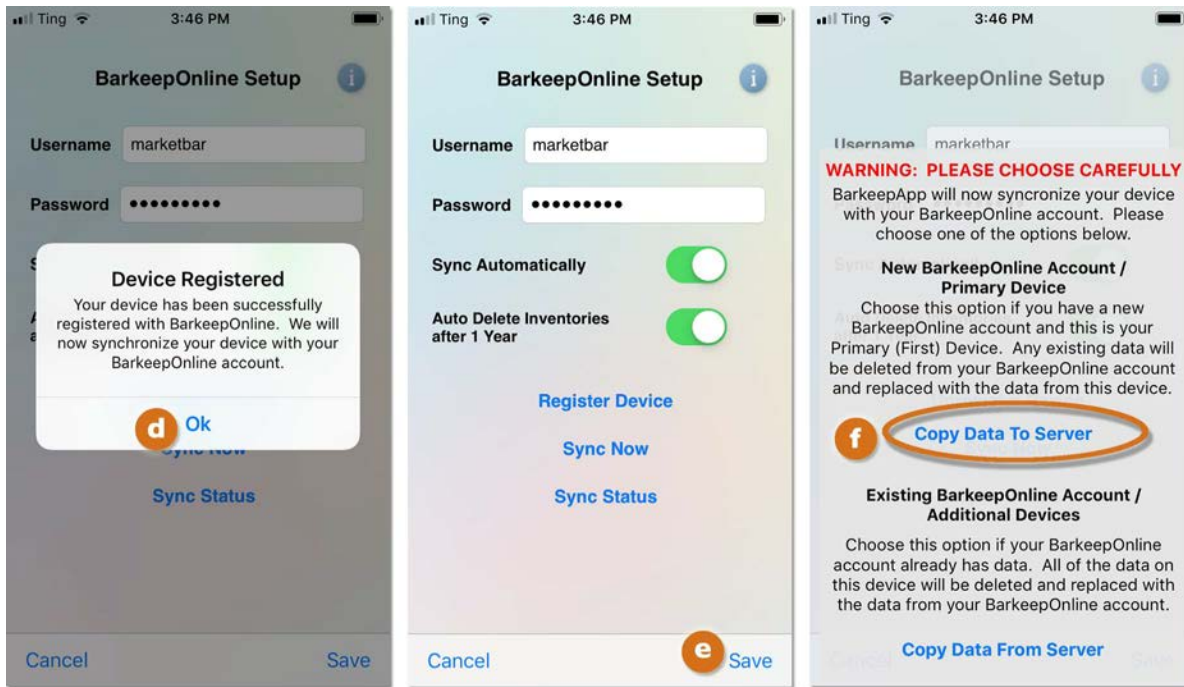 Ting 3:46 PM
BarkeepOnline Setup i
Username marketbar
Password
Device Registered
Your device has been successfully
registered with BarkeepOnline. We will
now synchronize your device with your
BarkeepOnline account.
d Ok
Sync Now
Sync Status
Cancel Save
Ting 3:46 PM
BarkeepOnline Setup i
Username marketbar
Password
Sync Automatically
Auto Delete Inventories
after 1 Year
Register Device
Sync Now
Sync Status
Cancel e Save
Ting 3:46 PM
BarkeepOnline Setup i
Username marketbar
WARNING: PLEASE CHOOSE CAREFULLY
BarkeepApp will now syncronize your device
with your BarkeepOnline account. Please
choose one of the options below.
New BarkeepOnline Account /
Primary Device
Choose this option if you have a new
BarkeepOnline account and this is your
Primary (First) Device. Any existing data will
be deleted from your BarkeepOnline account
and replaced with the data from this device.
f Copy Data To Server
Existing BarkeepOnline Account /
Additional Devices
Choose this option if your BarkeepOnline
account already has data. All of the data on
this device will be deleted and replaced with
the data from your BarkeepOnline account.
Copy Data From Server